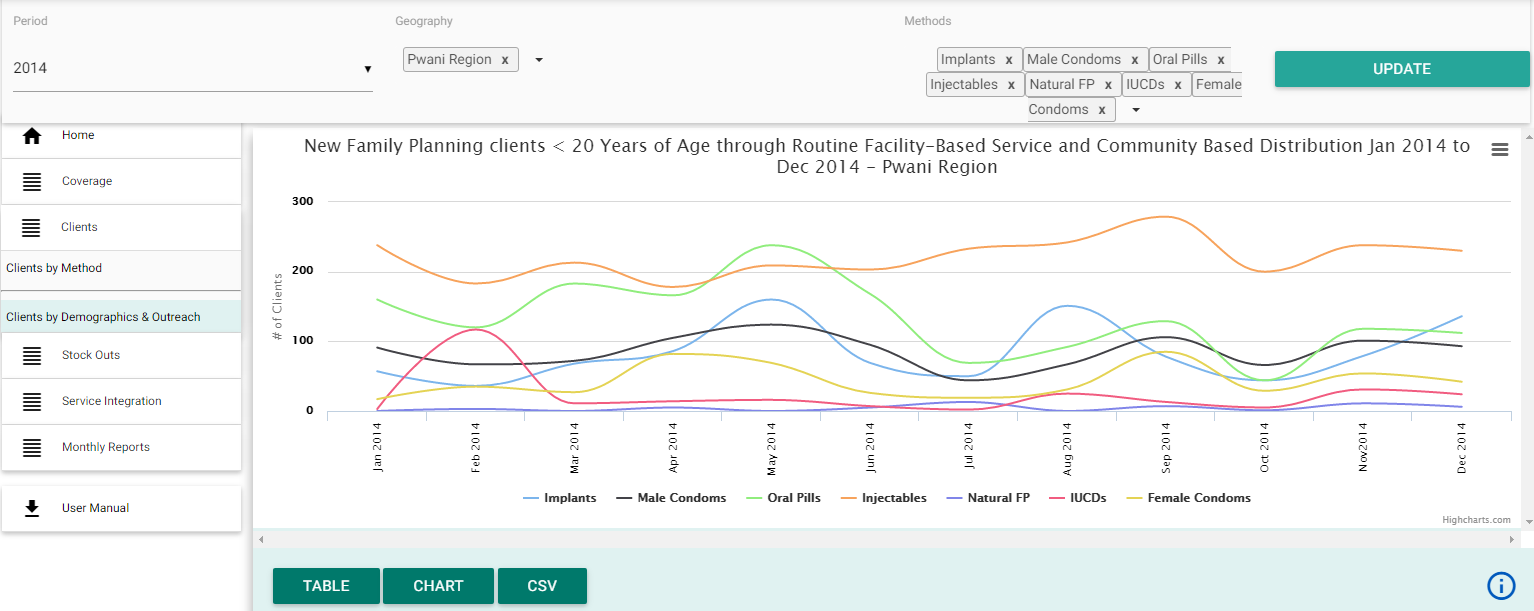 Period
Geography
Methods
2014
▼
Pwani Region x
Implants x Male Condoms x Oral Pills x
Injectables x Natural FP x IUCDs x Female
Condoms x
UPDATE
Home
Coverage
Clients
Clients by Method
Clients by Demographics & Outreach
Stock Outs
Service Integration
Monthly Reports
User Manual
New Family Planning clients < 20 Years of Age through Routine Facility-Based Service and Community Based Distribution Jan 2014 to
Dec 2014 - Pwani Region
# of Clients
300
200
100
0
Jan 2014
Feb 2014
Mar 2014
Apr 2014
May 2014
Jun 2014
Jul 2014
Aug 2014
Sep 2014
Oct 2014
Nov2014
Dec 2014
Implants Male Condoms Oral Pills Injectables Natural FP IUCDs Female Condoms
Highcharts.com
TABLE CHART CSV